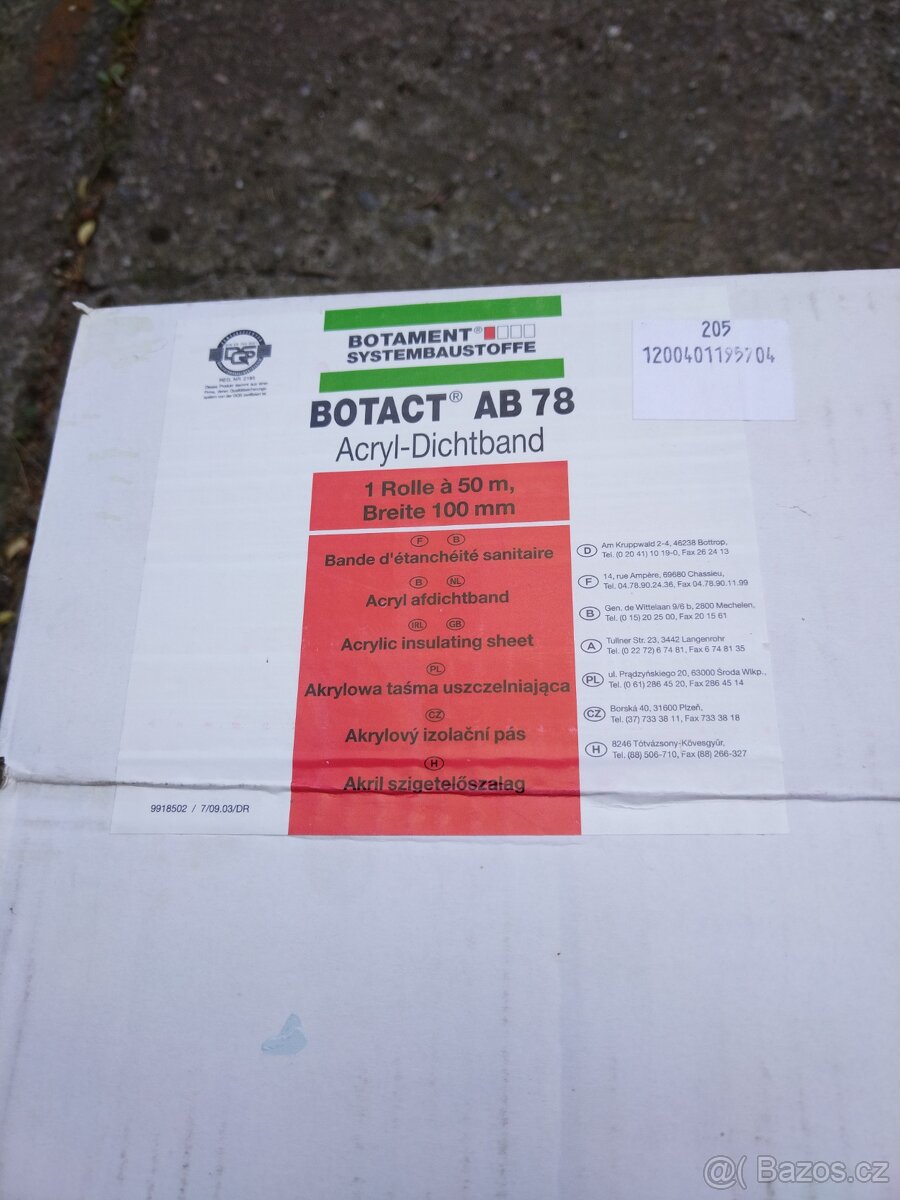 BOTAMENT®
SYSTEMBAUSTOFFE
205
DQS
REG. NR. 2195
BOTACT® AB 78
Acryl-Dichtband
1 Rolle à 50 m,
Breite 100 mm
F B
Bande d'étanchéité sanitaire
B NL
Acryl afdichtband
IRL GB
Acrylic insulating sheet
PL
Akrylowa taśma uszczelniająca
CZ
Akrylový izolační pás
H
Akril szigetelőszalag
D Am Kruppwald 2-4, 46238 Bottrop,
Tel. (0 20 41) 10 19-0, Fax 26 24 13
F 14, rue Ampère, 69680 Chassieu,
Tel. 04.78.90.24.36, Fax 04.78.90.11.99
B Gen. de Wittelaan 9/6 b, 2800 Mechelen,
Tel. (0 15) 20 25 00, Fax 20 15 61
A Tullner Str. 23, 3442 Langenrohr
Tel. (0 22 72) 6 74 81, Fax 6 74 81 35
PL ul. Prądzyńskiego 20, 63000 Środa Wlkp.,
Tel. (0 61) 286 45 20, Fax 286 45 14
CZ Borská 40, 31600 Plzeň,
Tel. (37) 733 38 11, Fax 733 38 18
H 8246 Tótvázsony-Kövesgyűr,
Tel. (88) 506-710, Fax (88) 266-327
9918502 / 7/09.03/DR
@( Bazos.cz